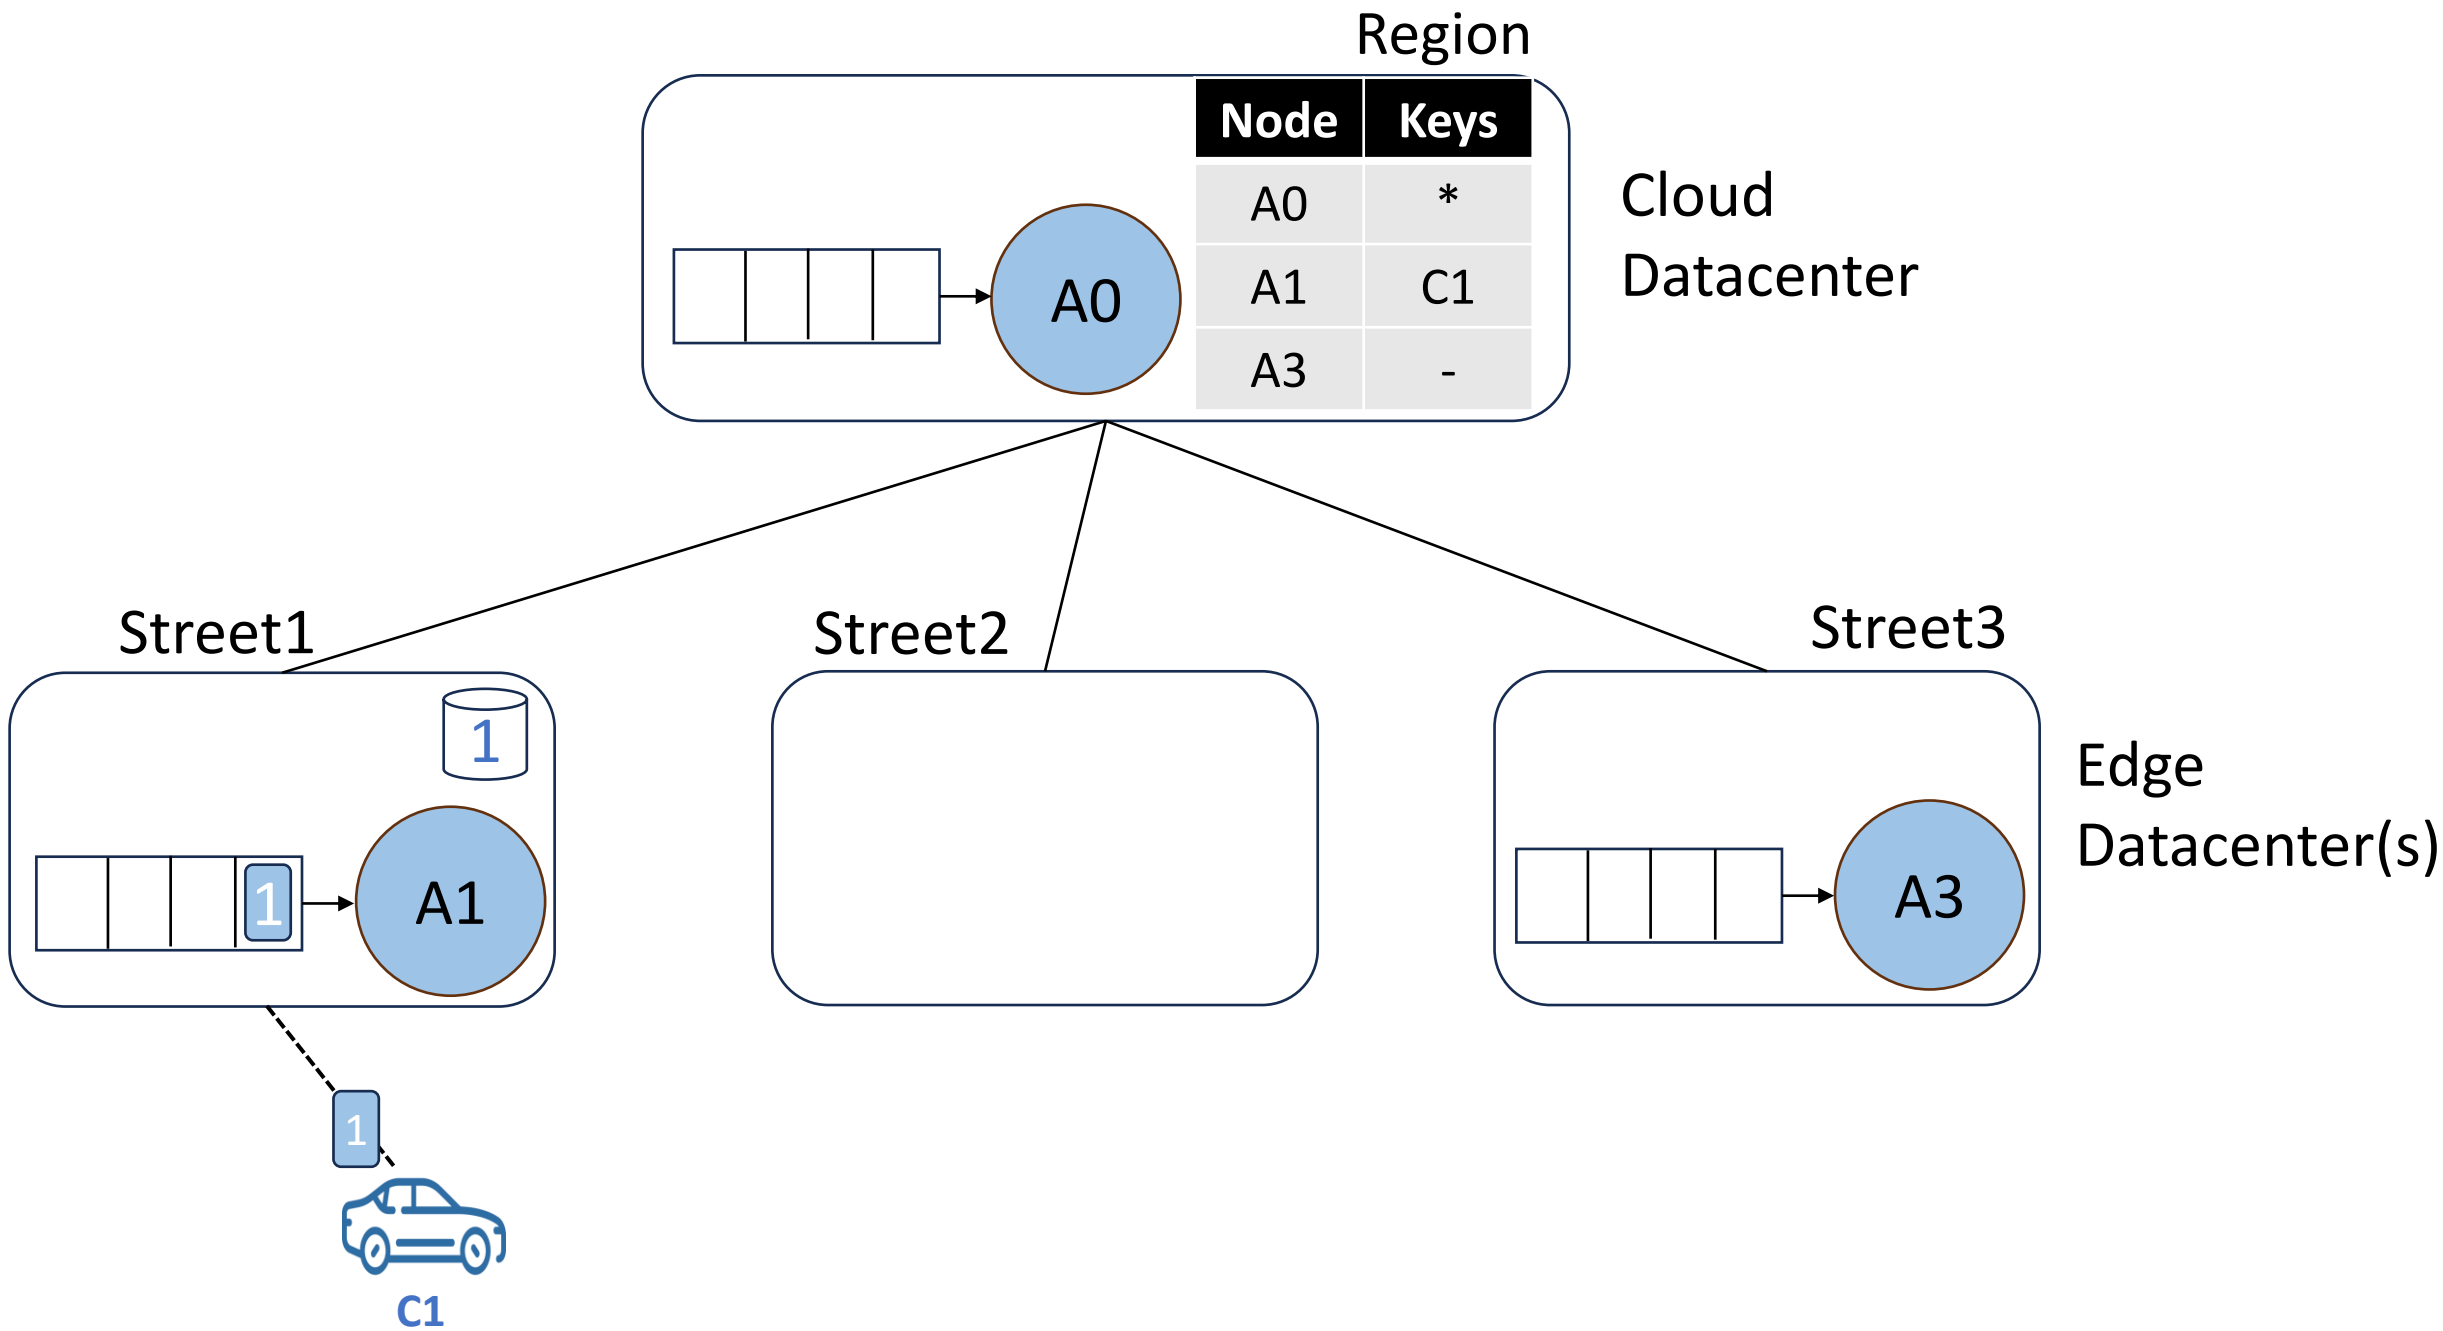 Region
Node Keys
A0 *
A1 C1
A3 -
A0
Cloud
Datacenter
Street1
Street2
Street3
1
1
A1
A3
Edge
Datacenter(s)
1
C1